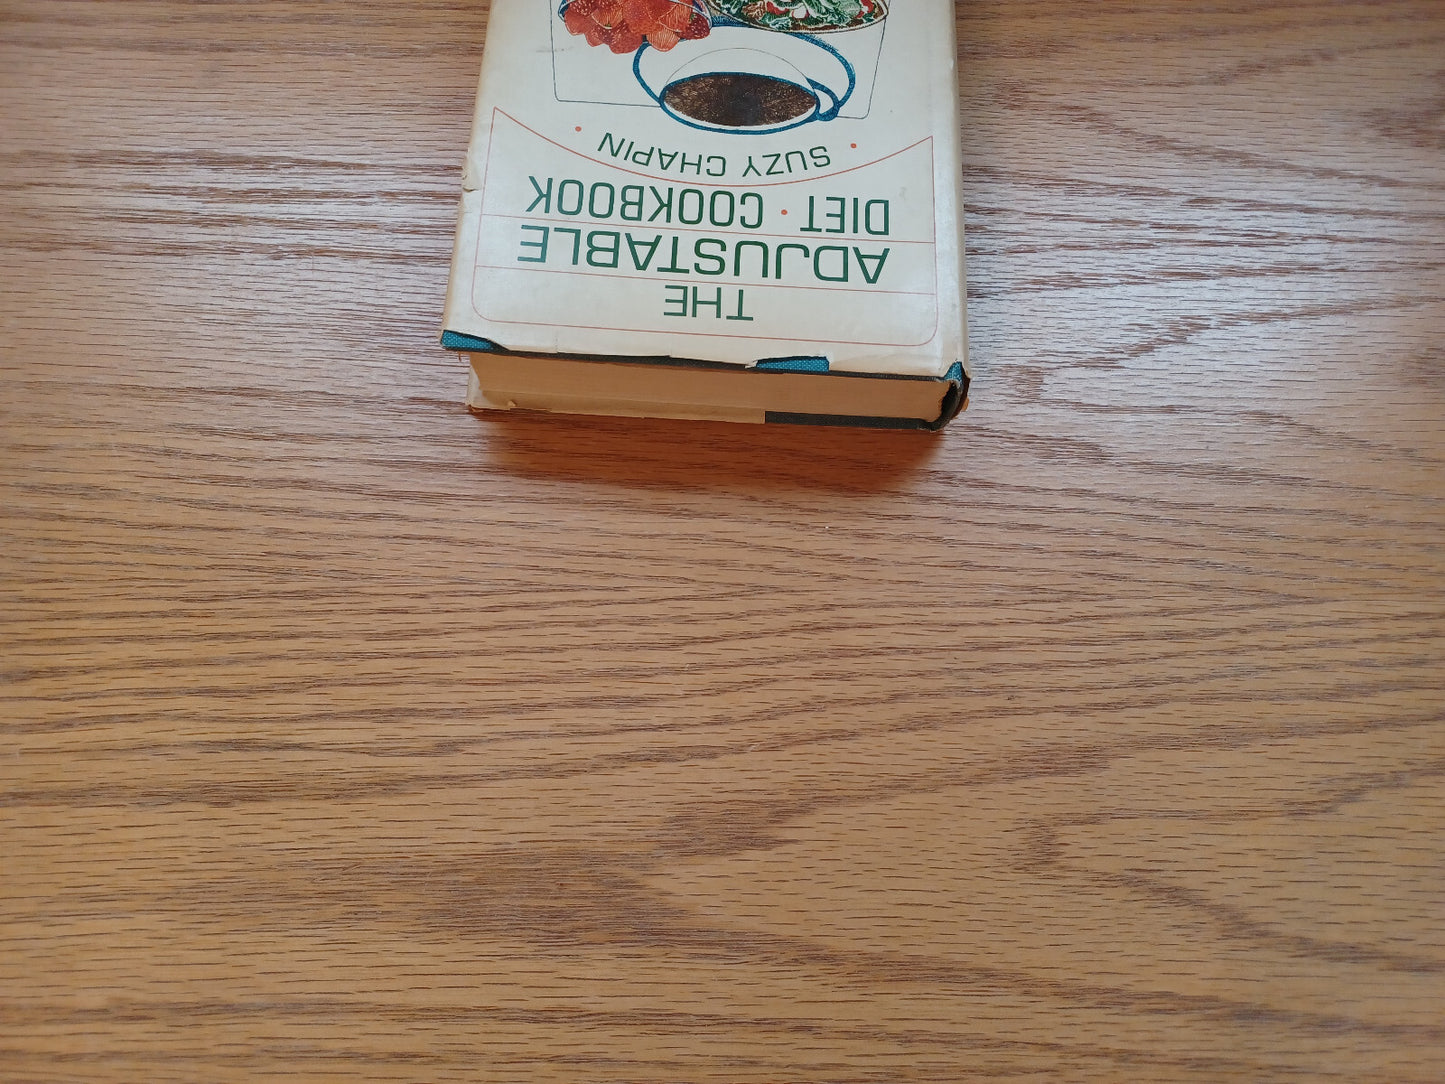 THE
ADJUSTABLE
DIET · COOKBOOK
· SUZY CHAPIN ·